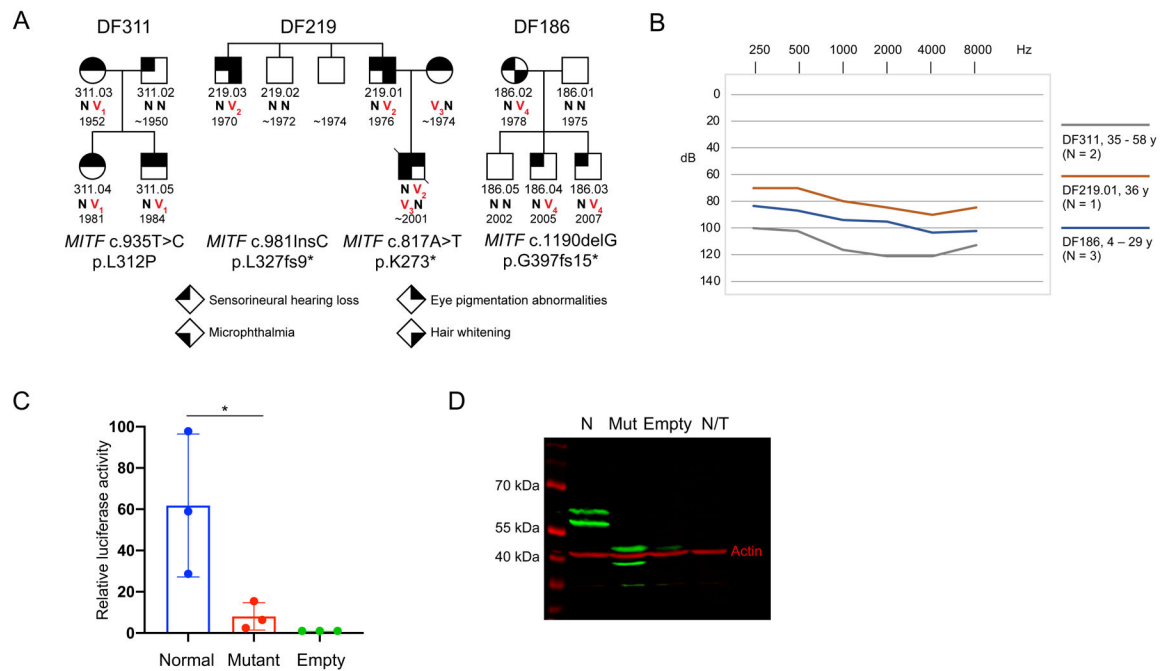 A
DF311
DF219
DF186
311.03
N V1
1952
311.02
N N
~1950
219.03
N V2
1970
219.02
N N
~1972
~1974
219.01
N V2
1976
V3N
~1974
186.02
N V4
1978
186.01
N N
1975
311.04
N V1
1981
311.05
N V1
1984
N V2
V3N
~2001
186.05
N N
2002
186.04
N V4
2005
186.03
N V4
2007
MITF c.935T>C
p.L312P
MITF c.981InsC
p.L327fs9*
MITF c.817A>T
p.K273*
MITF c.1190delG
p.G397fs15*
Sensorineural hearing loss
Eye pigmentation abnormalities
Microphthalmia
Hair whitening
B
250 500 1000 2000 4000 8000 Hz
0
20
40
60
dB
80
100
120
140
DF311, 35 - 58 y
(N = 2)
DF219.01, 36 y
(N = 1)
DF186, 4 – 29 y
(N = 3)
C
*
Relative luciferase activity
100
80
60
40
20
0
Normal Mutant Empty
D
N Mut Empty N/T
70 kDa
55 kDa
40 kDa
Actin